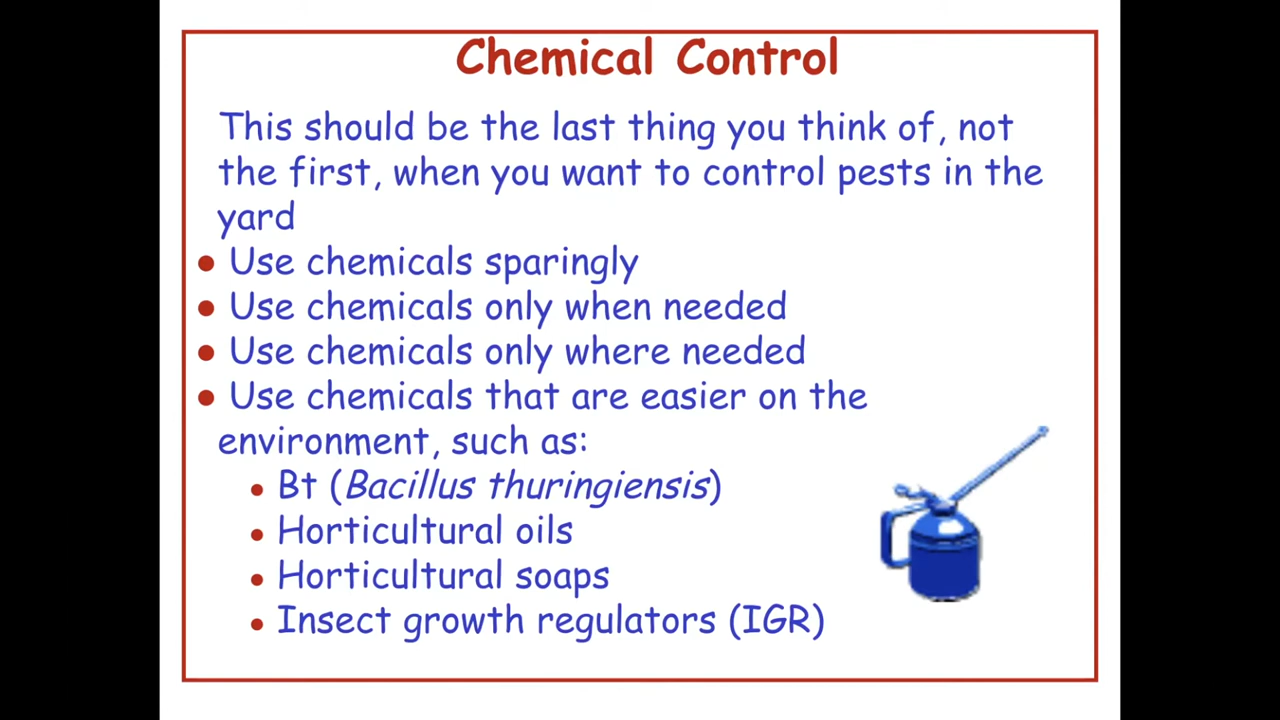 Chemical Control
This should be the last thing you think of, not
the first, when you want to control pests in the
yard
• Use chemicals sparingly
• Use chemicals only when needed
• Use chemicals only where needed
• Use chemicals that are easier on the
environment, such as:
• Bt (Bacillus thuringiensis)
• Horticultural oils
• Horticultural soaps
• Insect growth regulators (IGR)